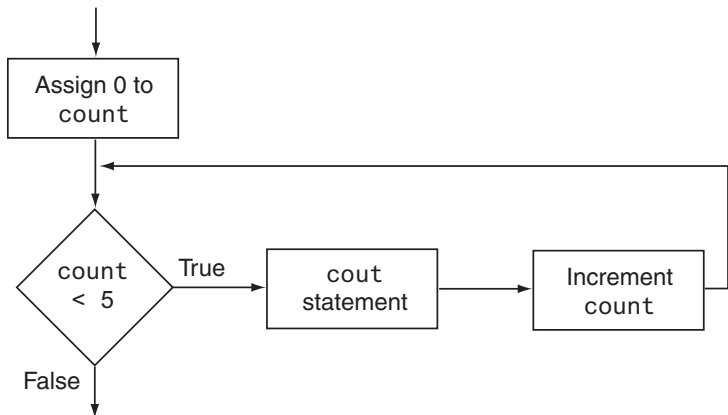 Assign 0 to
count
count
< 5
True
cout
statement
Increment
count
False